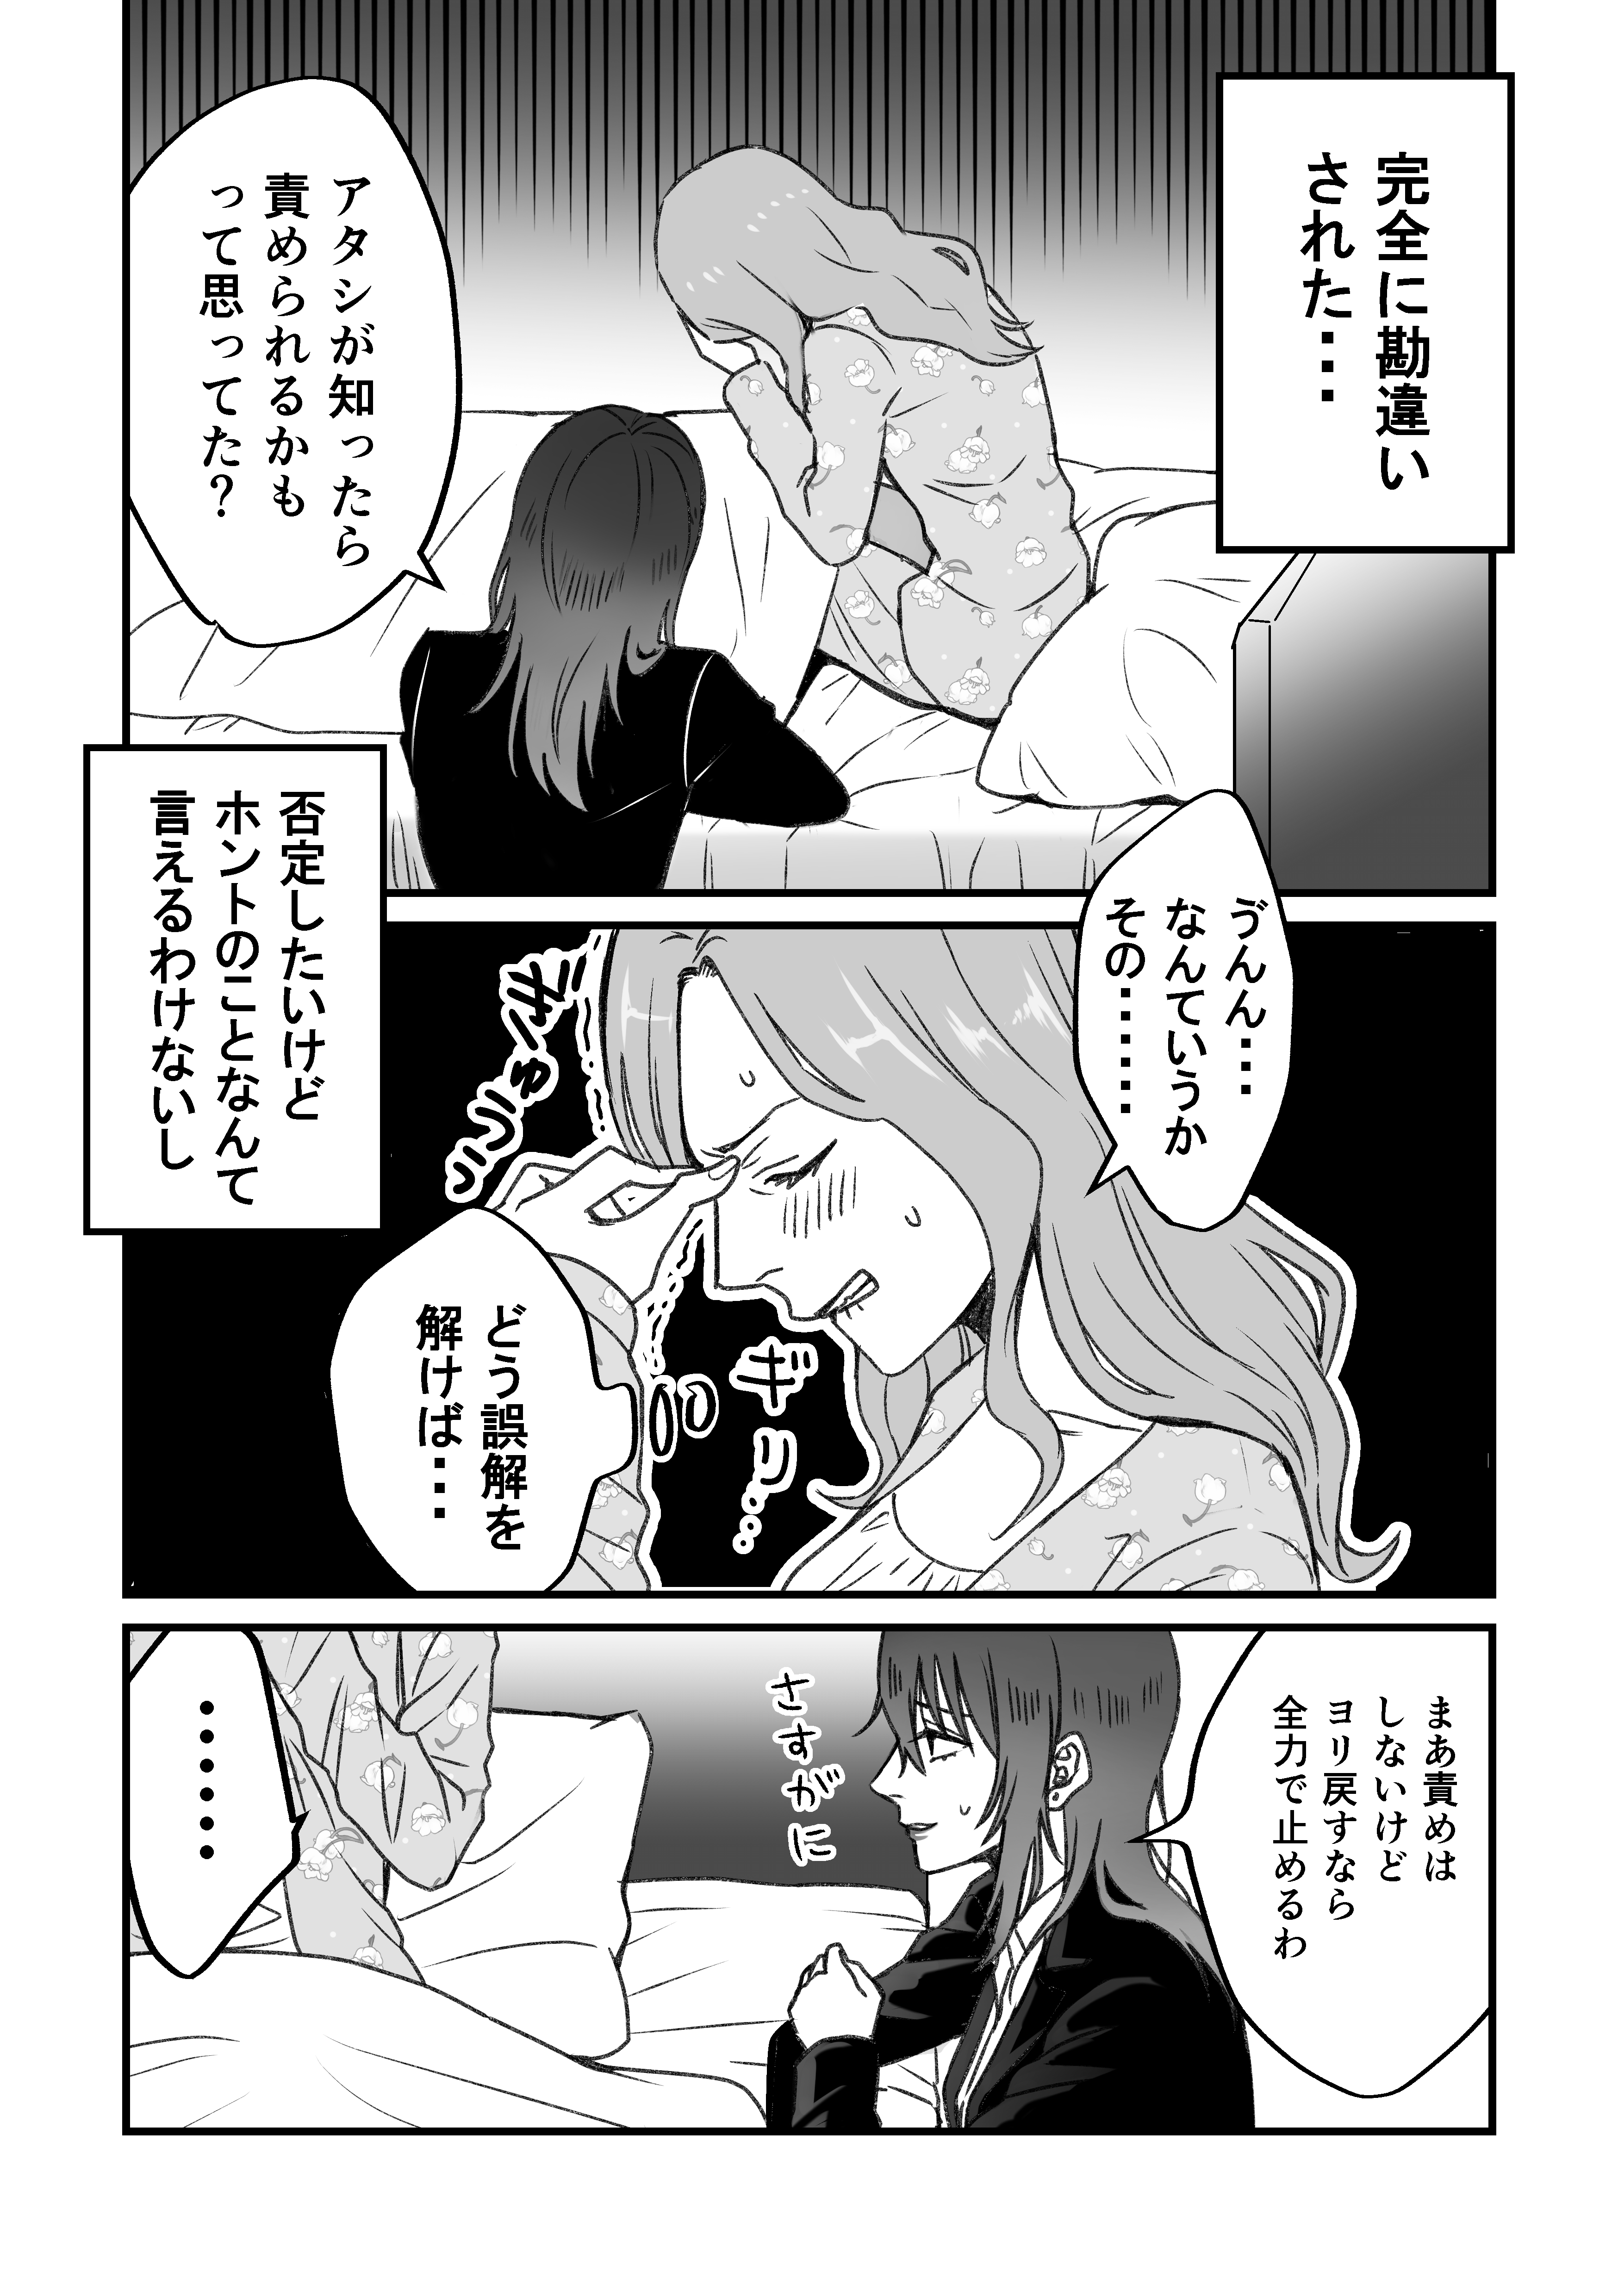 完全に勘違い
された・・・
アタシが知ったら
責められるかも
って思ってた？
否定したいけど
ホントのことなんて
言えるわけないし
ゔんん・・・
なんていうか
その・・・・・・
ぎゅうッ
ギリ・・・
どう誤解を
解けば・・・
まあ責めは
しないけど
ヨリ戻すなら
全力で止めるわ
さすがに
・・・・・・